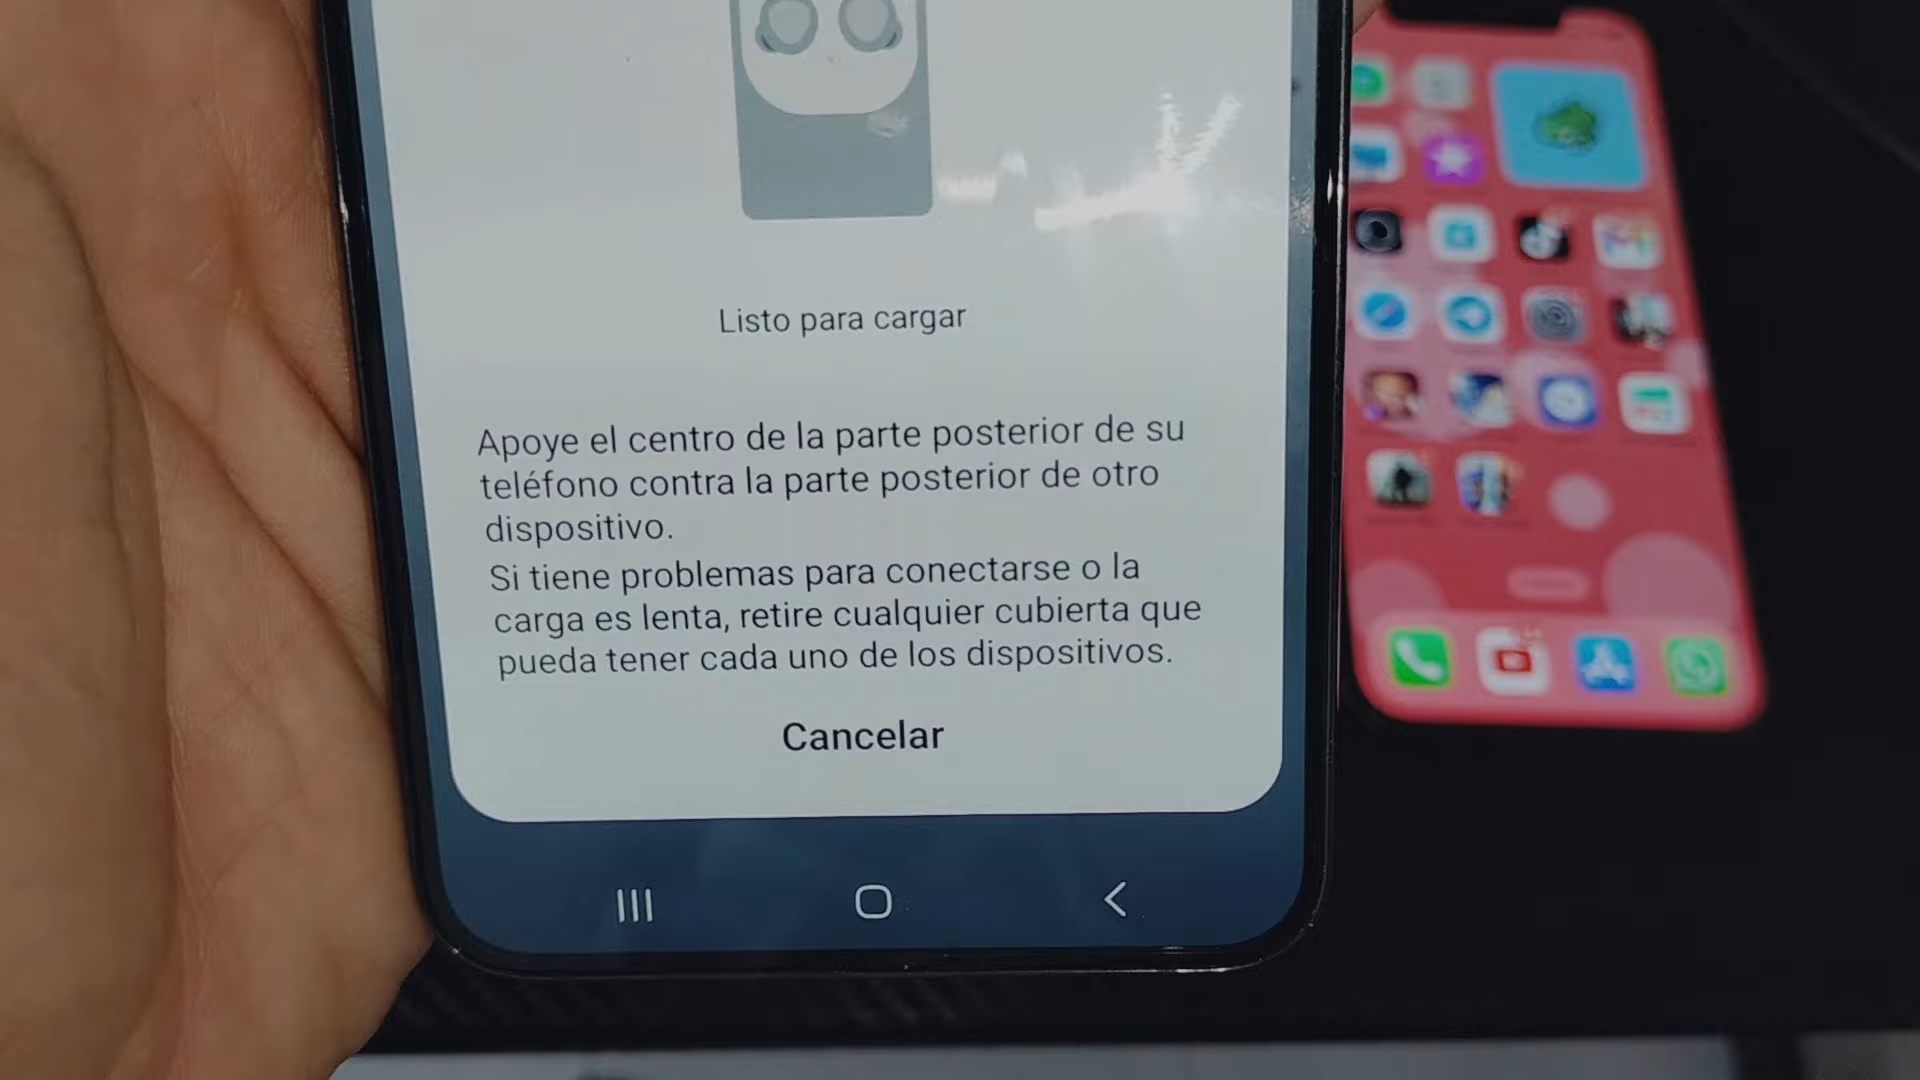 Listo para cargar
Apoye el centro de la parte posterior de su
teléfono contra la parte posterior de otro
dispositivo.
Si tiene problemas para conectarse o la
carga es lenta, retire cualquier cubierta que
pueda tener cada uno de los dispositivos.
Cancelar